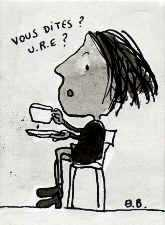 VOUS DITES ?
U.R.E ?
B.B.